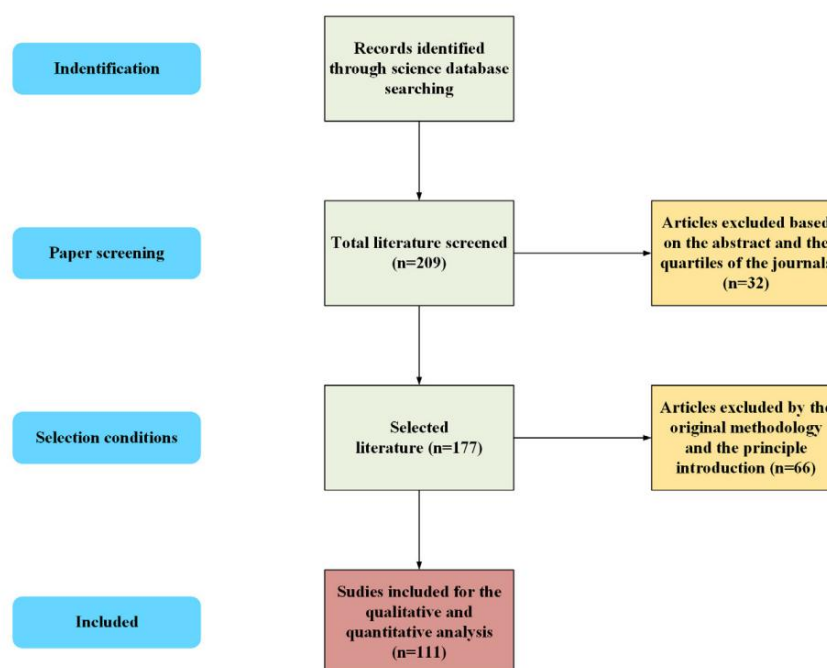 Indentification
Records identified
through science database
searching
Paper screening
Total literature screened
(n=209)
Articles excluded based
on the abstract and the
quartiles of the journals
(n=32)
Selection conditions
Selected
literature (n=177)
Articles excluded by the
original methodology
and the principle
introduction (n=66)
Included
Sudies included for the
qualitative and
quantitative analysis
(n=111)